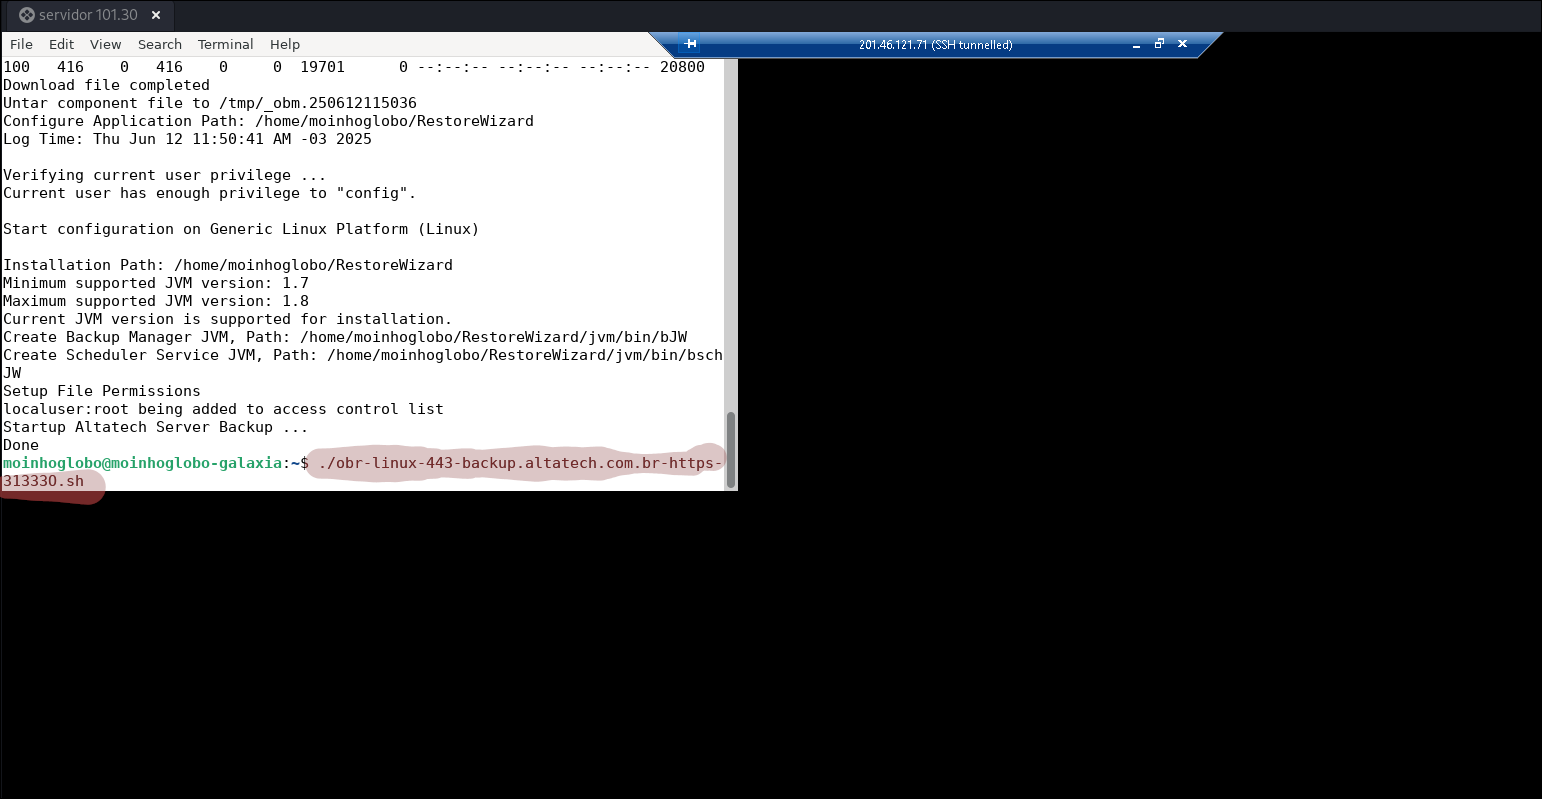 servidor 101.30
File Edit View Search Terminal Help
201.46.121.71 (SSH tunnelled)
100 416 0 416 0 0 19701 0 --:--:-- --:--:-- --:--:-- 20800
Download file completed
Untar component file to /tmp/_obm.250612115036
Configure Application Path: /home/moinhoglobo/RestoreWizard
Log Time: Thu Jun 12 11:50:41 AM -03 2025
Verifying current user privilege ...
Current user has enough privilege to "config".
Start configuration on Generic Linux Platform (Linux)
Installation Path: /home/moinhoglobo/RestoreWizard
Minimum supported JVM version: 1.7
Maximum supported JVM version: 1.8
Current JVM version is supported for installation.
Create Backup Manager JVM, Path: /home/moinhoglobo/RestoreWizard/jvm/bin/bJW
Create Scheduler Service JVM, Path: /home/moinhoglobo/RestoreWizard/jvm/bin/bsch
JW
Setup File Permissions
localuser:root being added to access control list
Startup Altatech Server Backup ...
Done
moinhoglobo@moinhoglobo-galaxia:~$ ./obr-linux-443-backup.altatech.com.br-https-
313330.sh